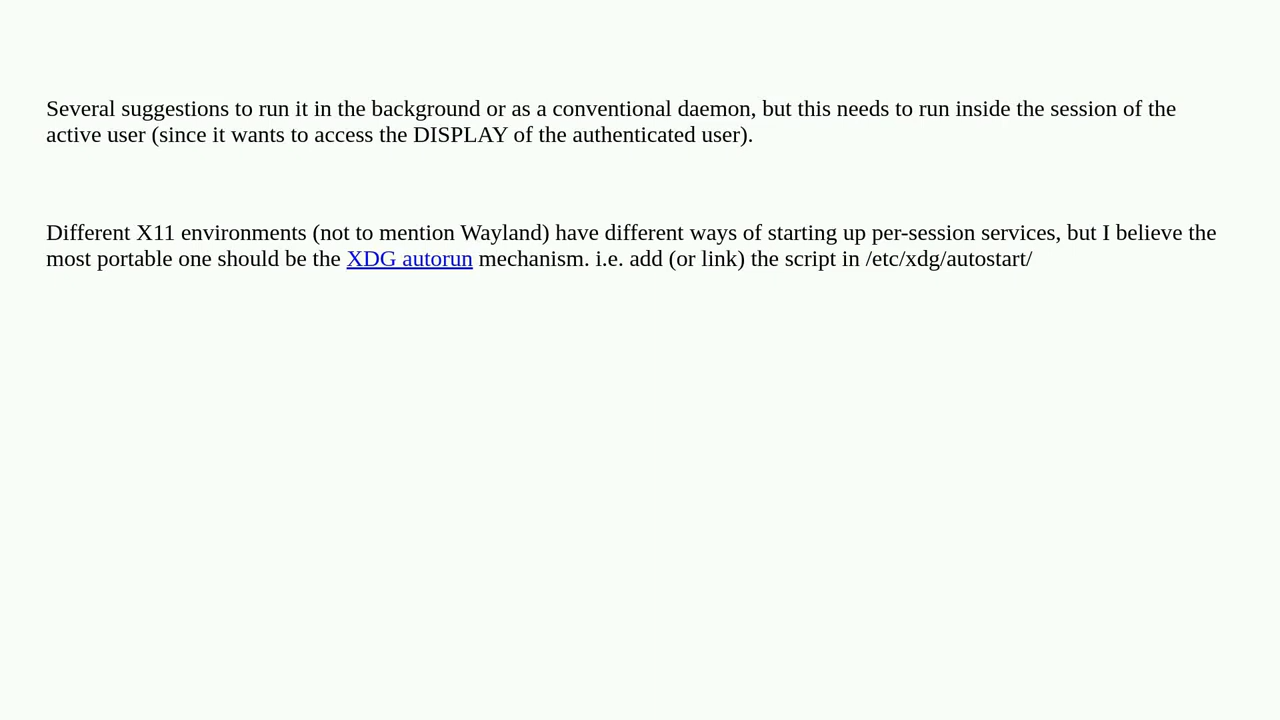 Several suggestions to run it in the background or as a conventional daemon, but this needs to run inside the session of the
active user (since it wants to access the DISPLAY of the authenticated user).
Different X11 environments (not to mention Wayland) have different ways of starting up per-session services, but I believe the
most portable one should be the XDG autorun mechanism. i.e. add (or link) the script in /etc/xdg/autostart/